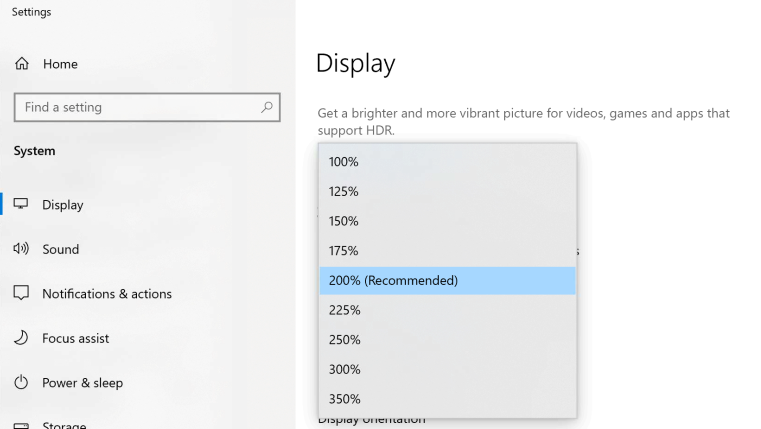 Settings
Home
Find a setting
System
Display
Sound
Notifications & actions
Focus assist
Power & sleep
Storage
Display
Get a brighter and more vibrant picture for videos, games and apps that
support HDR.
100%
125%
150%
175%
200% (Recommended)
225%
250%
300%
350%
Display orientation